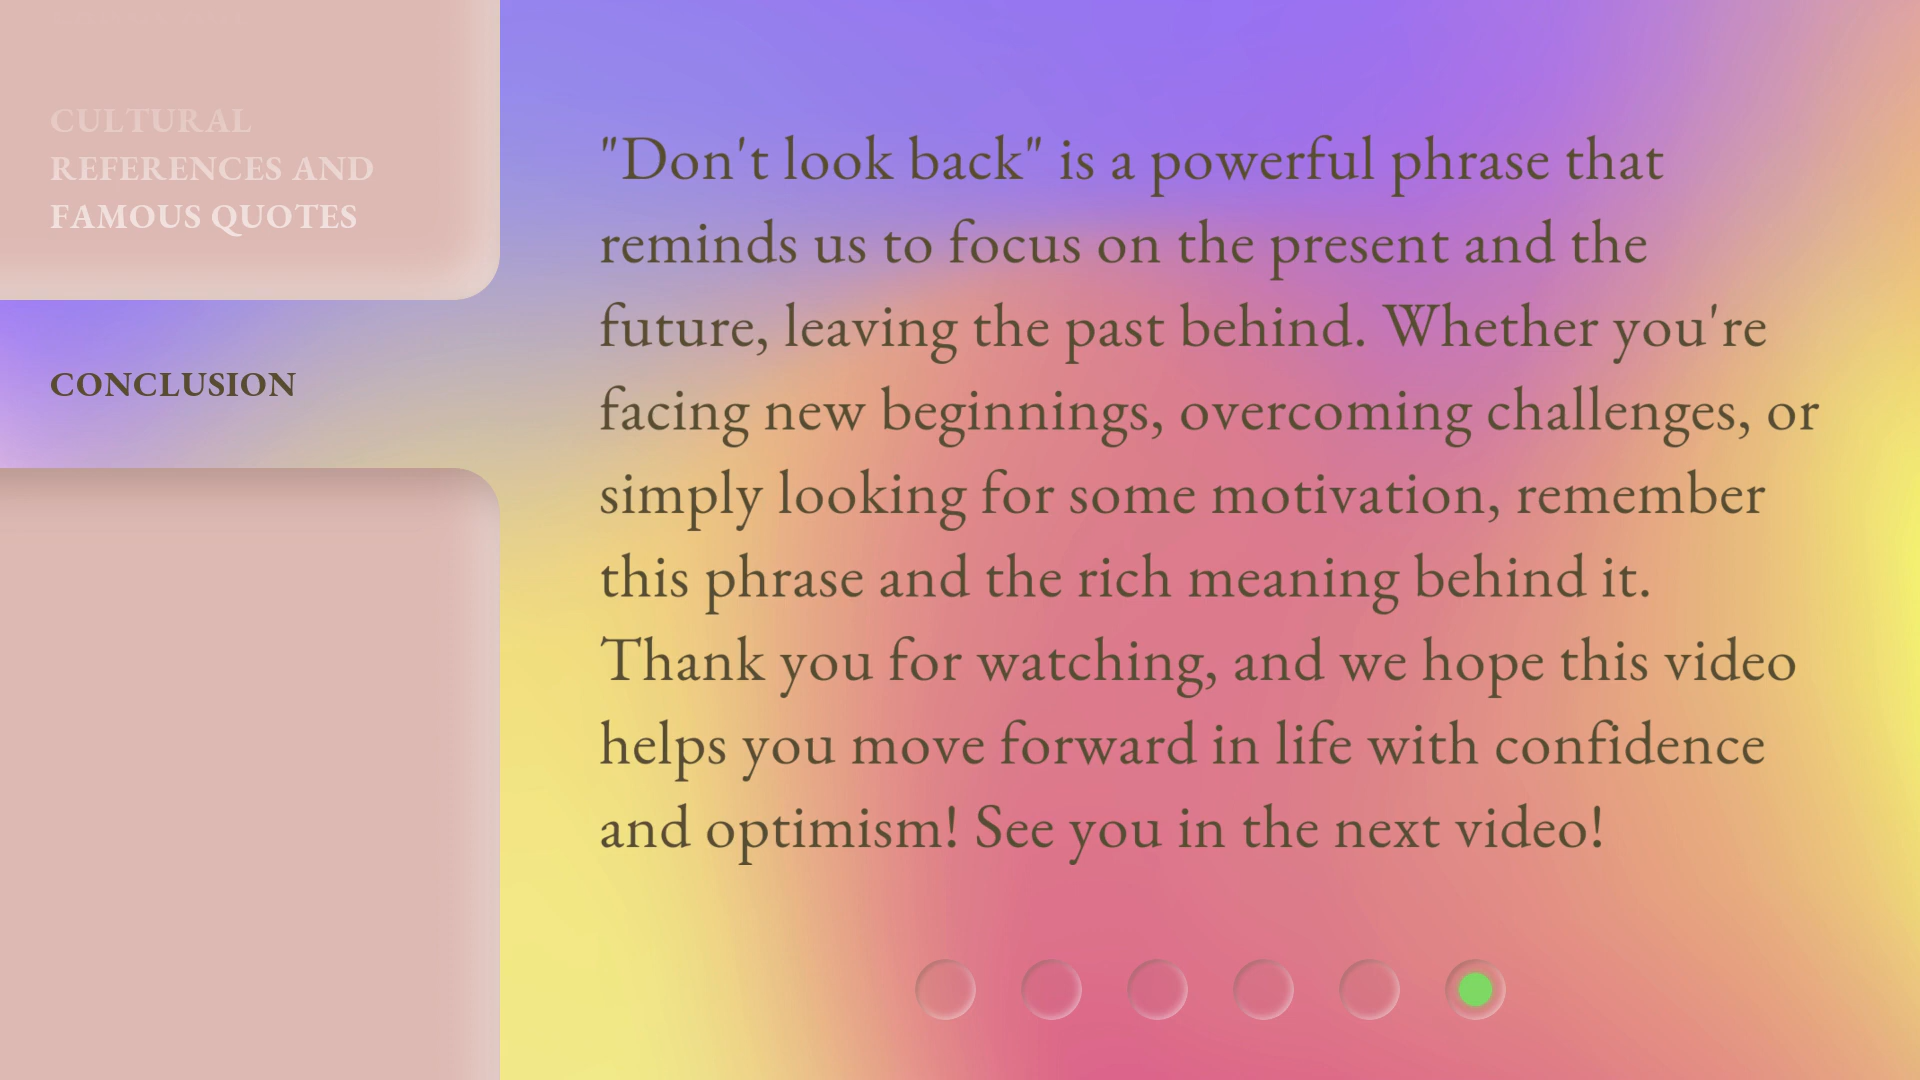 CULTURAL
REFERENCES AND
FAMOUS QUOTES
CONCLUSION
"Don't look back" is a powerful phrase that
reminds us to focus on the present and the
future, leaving the past behind. Whether you're
facing new beginnings, overcoming challenges, or
simply looking for some motivation, remember
this phrase and the rich meaning behind it.
Thank you for watching, and we hope this video
helps you move forward in life with confidence
and optimism! See you in the next video!